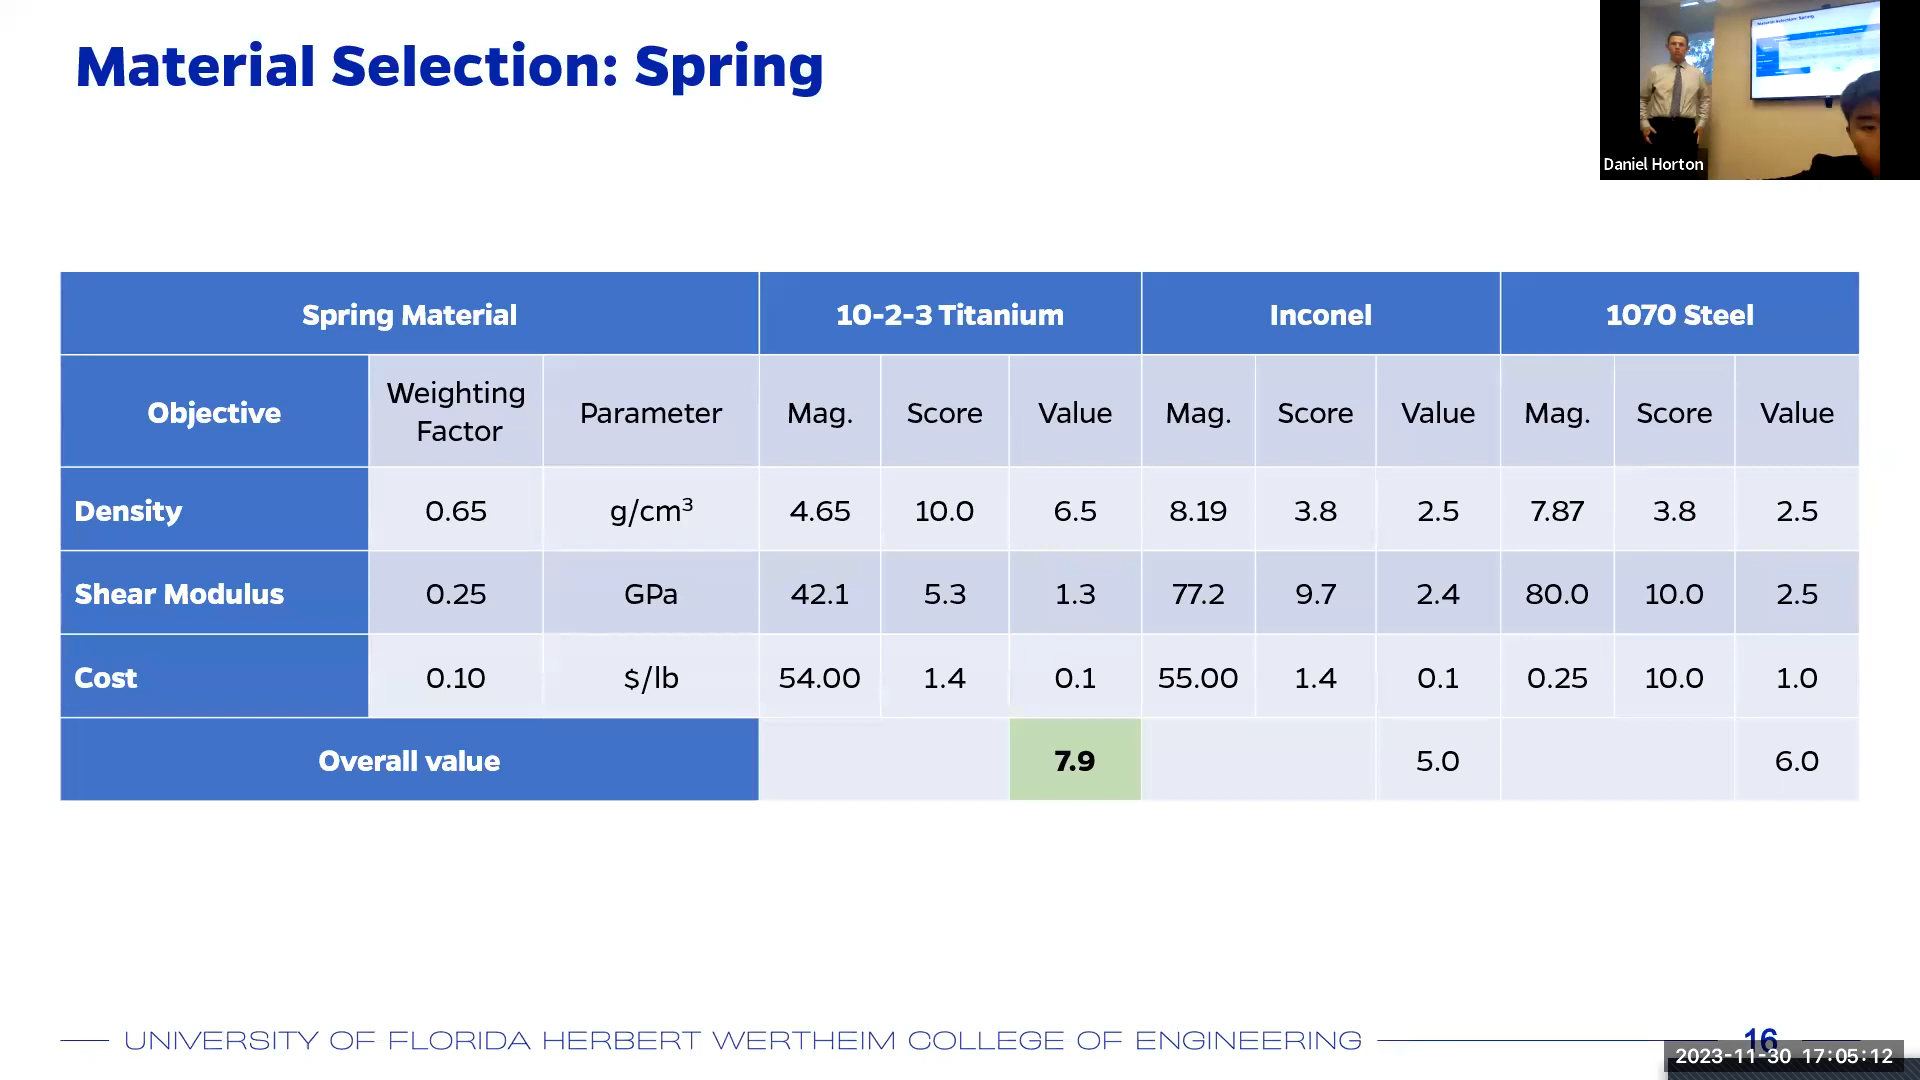 Material Selection: Spring
Daniel Horton
Spring Material 10-2-3 Titanium Inconel 1070 Steel
Objective Weighting Factor Parameter Mag. Score Value Mag. Score Value Mag. Score Value
Density 0.65 g/cm³ 4.65 10.0 6.5 8.19 3.8 2.5 7.87 3.8 2.5
Shear Modulus 0.25 GPa 42.1 5.3 1.3 77.2 9.7 2.4 80.0 10.0 2.5
Cost 0.10 $/lb 54.00 1.4 0.1 55.00 1.4 0.1 0.25 10.0 1.0
Overall value 7.9 5.0 6.0
UNIVERSITY OF FLORIDA HERBERT WERTHEIM COLLEGE OF ENGINEERING
16
2023-11-30 17:05:12